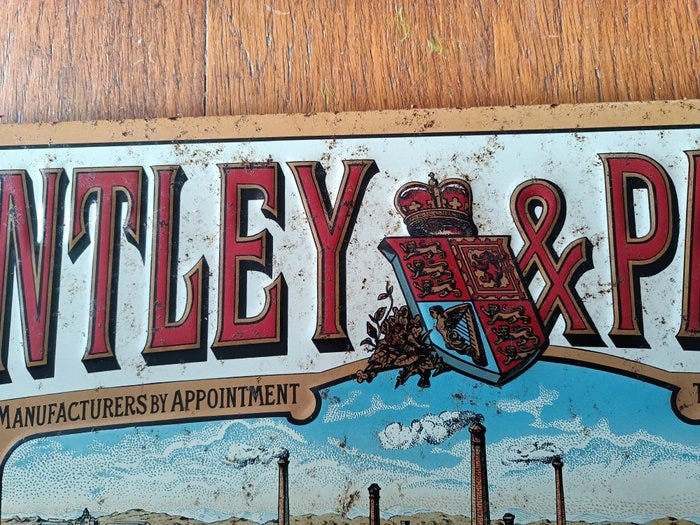 NTLEY & P
MANUFACTURERS BY APPOINTMENT T